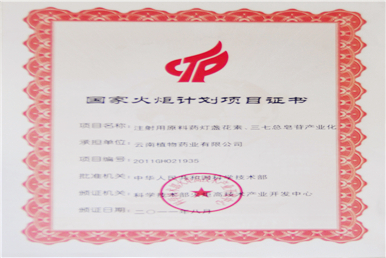 CTP
国家火炬计划项目证书
项目名称：注射用原料药灯盏花素、三七总皂苷产业化
承担单位：云南植物药业有限公司
项目编号：2011GH021935
批准机关：中华人民共和国科学技术部
颁证机关：科学技术部火炬高技术产业开发中心
颁证日期：二〇一一年八月